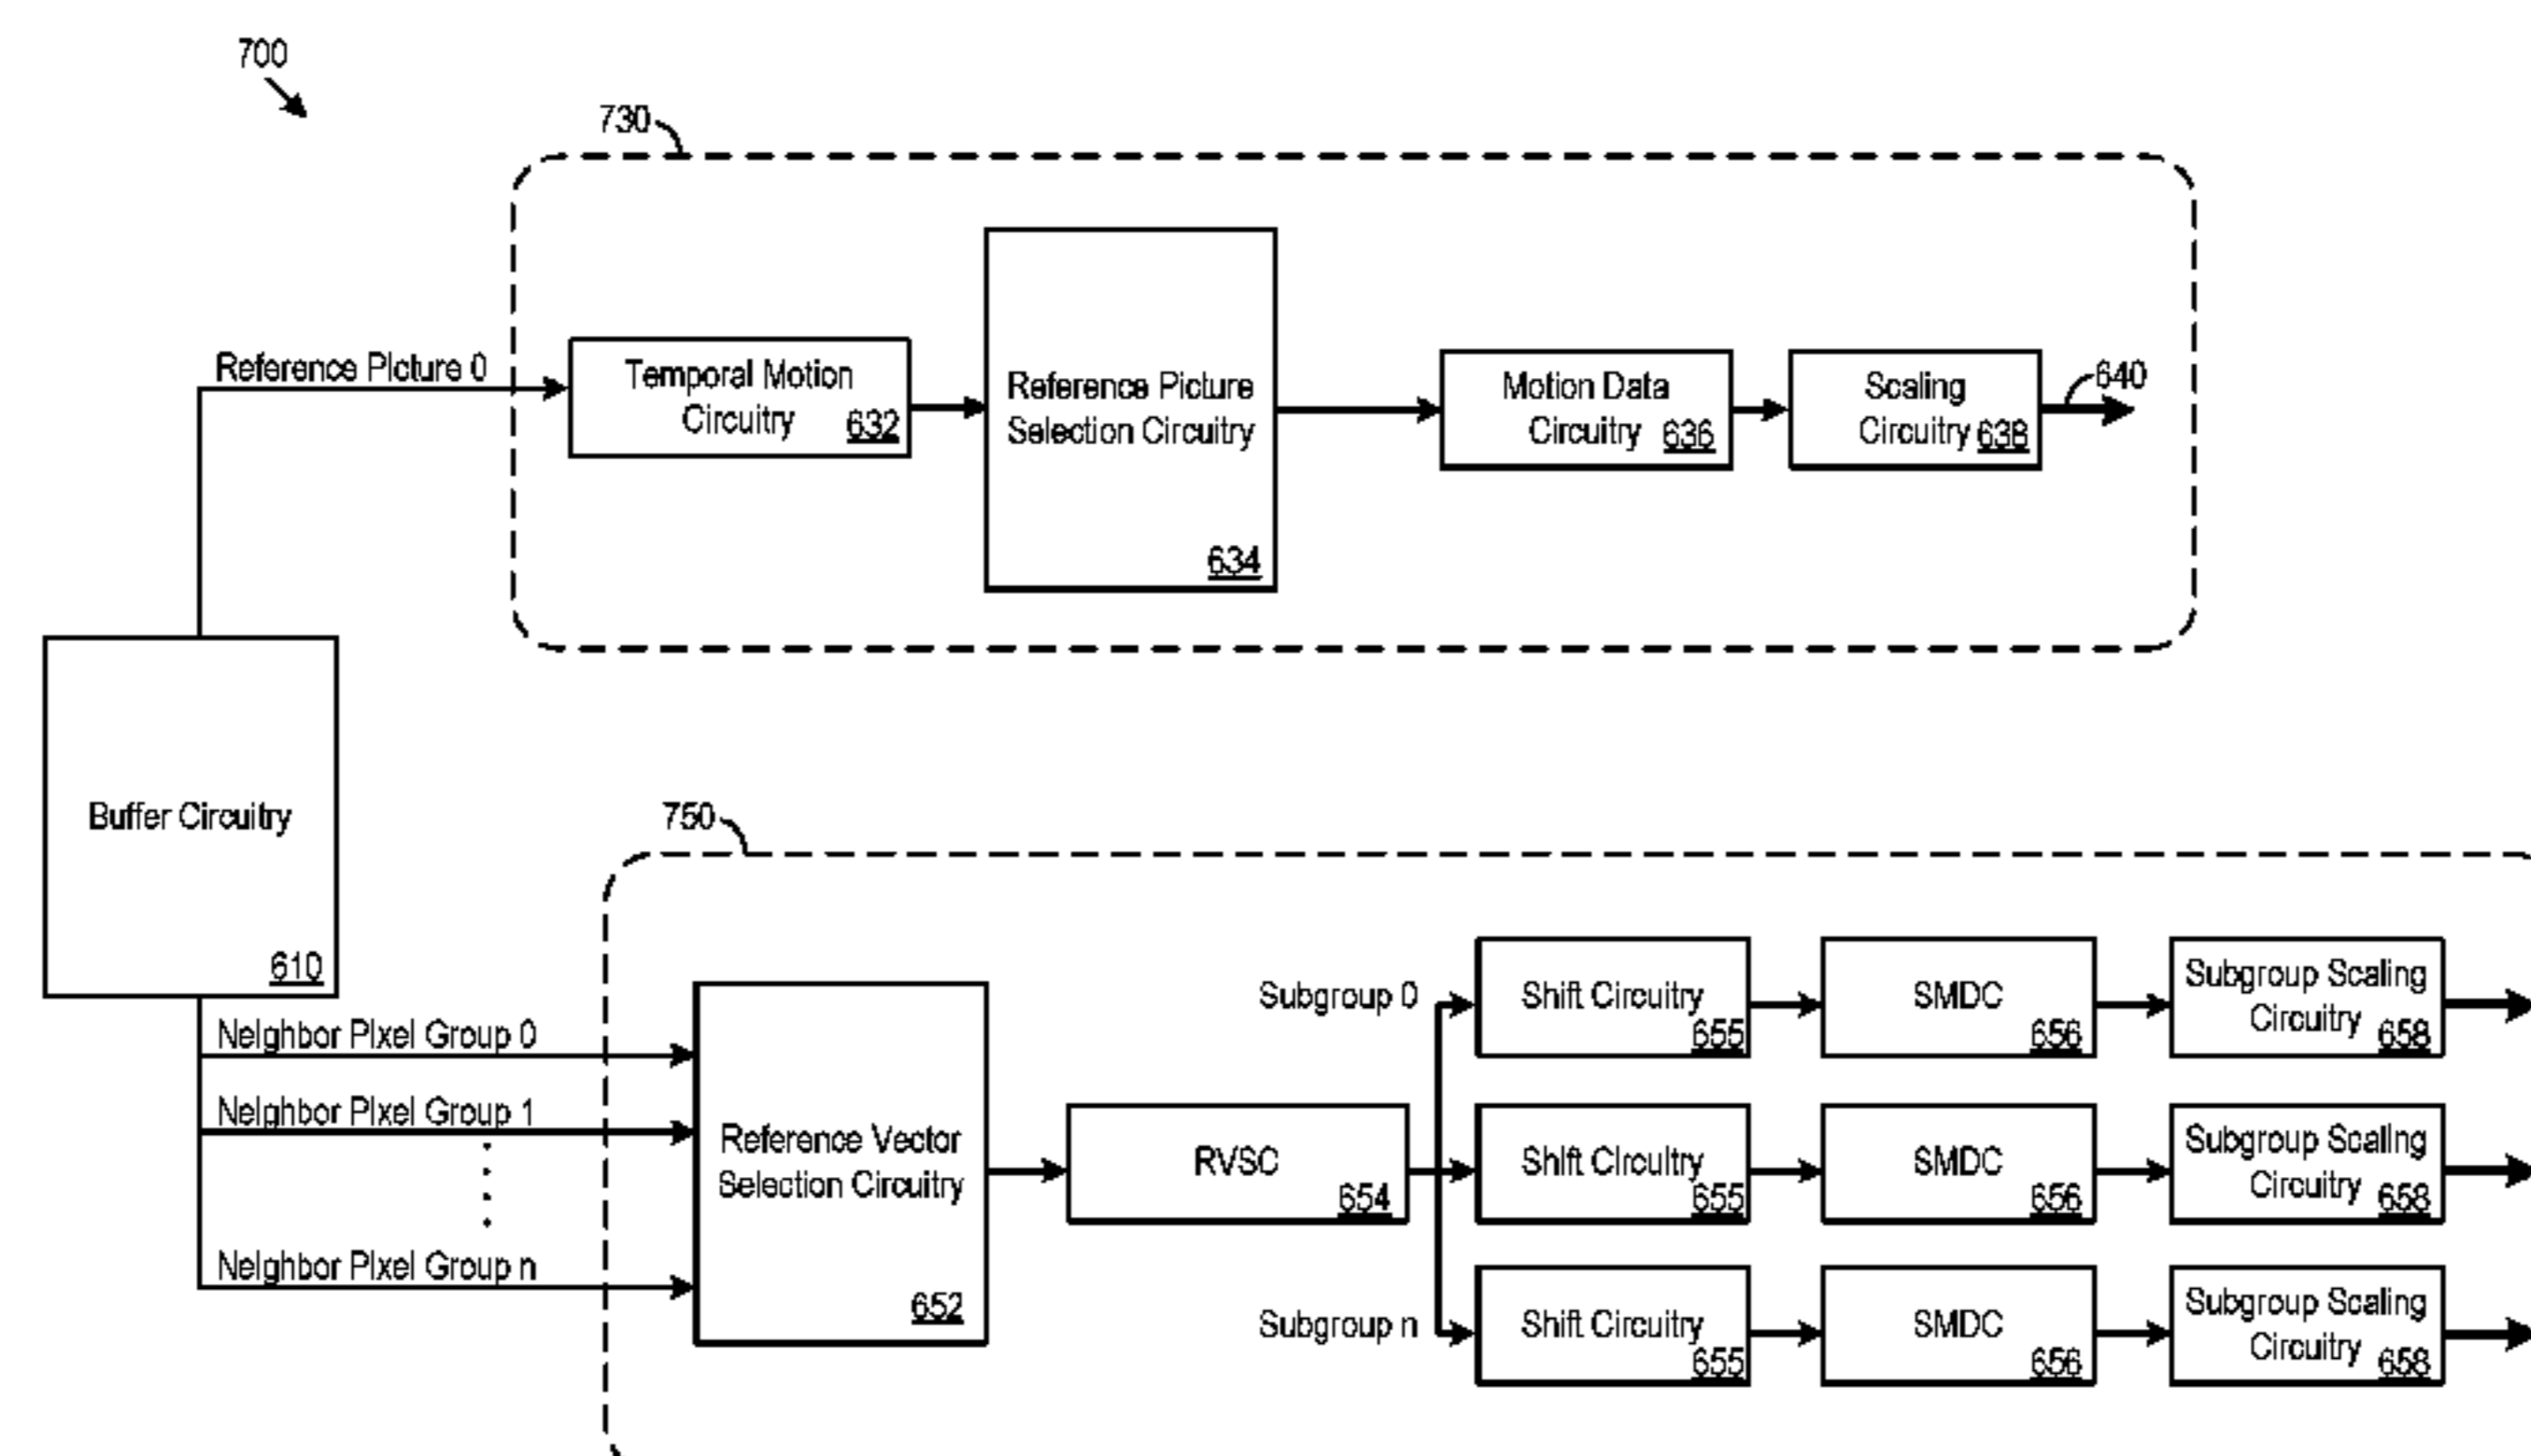 700
730
Reference Picture 0
Temporal Motion
Circuitry 632
Reference Picture
Selection Circuitry
634
Motion Data
Circuitry 636
Scaling
Circuitry 638
640
Buffer Circuitry
610
750
Neighbor Pixel Group 0
Neighbor Pixel Group 1
Neighbor Pixel Group n
Reference Vector
Selection Circuitry
652
RVSC
654
Subgroup 0
Shift Circuitry
655
SMDC
656
Subgroup Scaling
Circuitry 658
Shift Circuitry
655
SMDC
656
Subgroup Scaling
Circuitry 658
Subgroup n
Shift Circuitry
655
SMDC
656
Subgroup Scaling
Circuitry 658